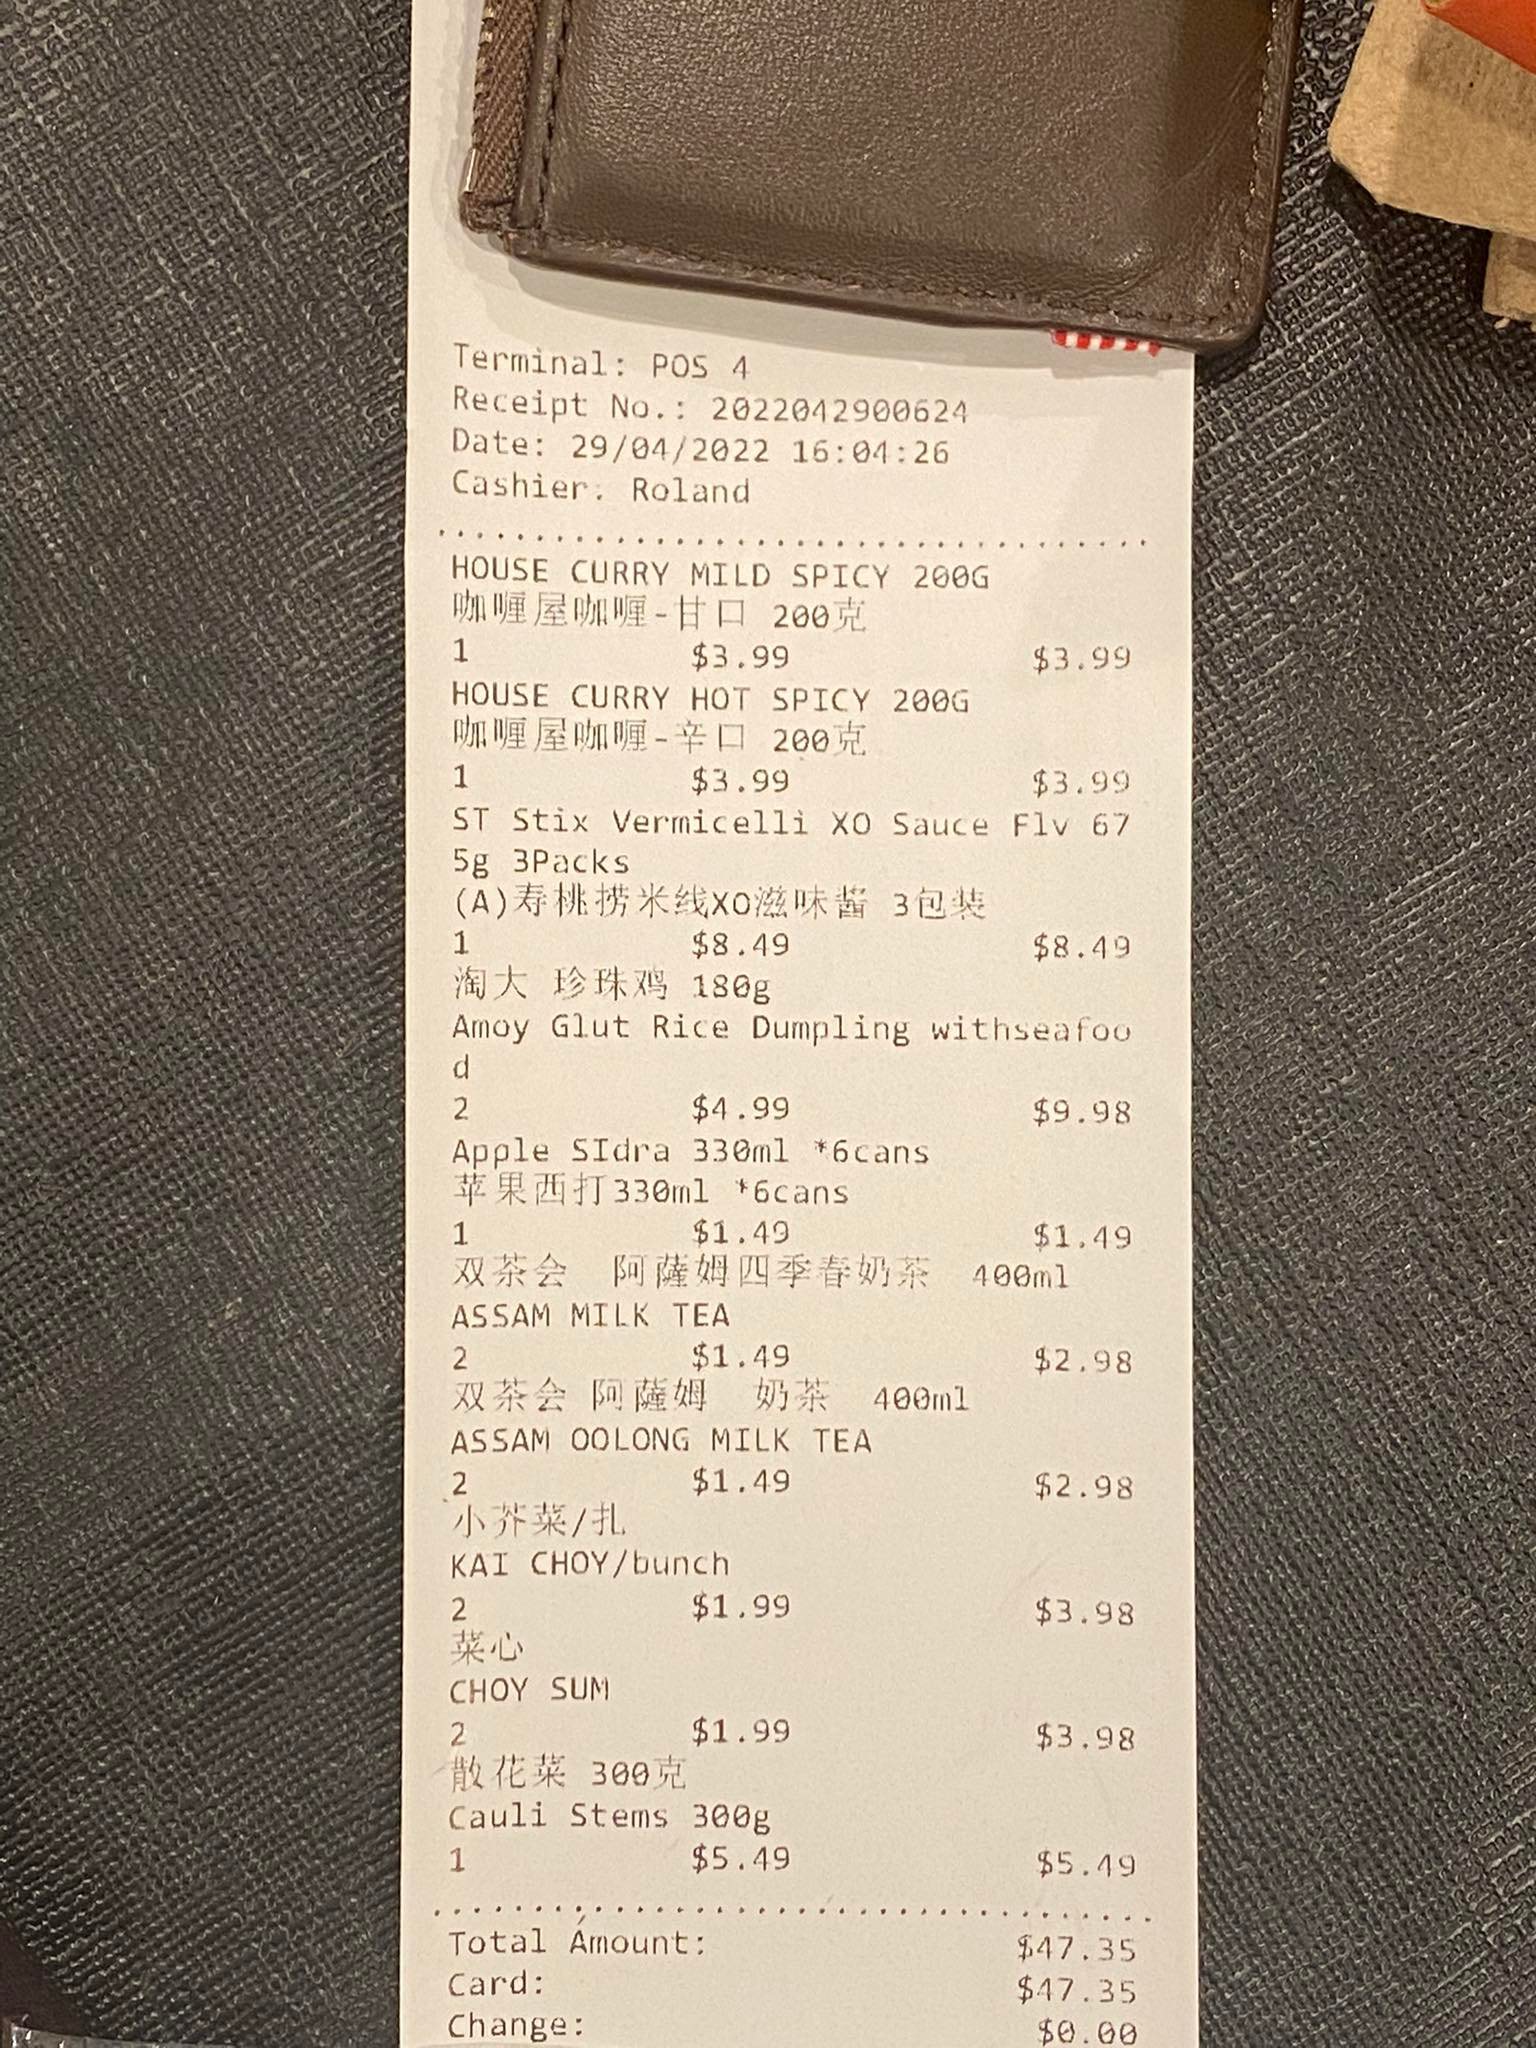 Terminal: POS 4
Receipt No.: 2022042900624
Date: 29/04/2022 16:04:26
Cashier: Roland
HOUSE CURRY MILD SPICY 200G
咖喱屋咖喱-甘口 200克
1 $3.99 $3.99
HOUSE CURRY HOT SPICY 200G
咖喱屋咖喱-辛口 200克
1 $3.99 $3.99
ST Stix Vermicelli XO Sauce Flv 67
5g 3Packs
(A)寿桃捞米线XO滋味酱 3包装
1 $8.49 $8.49
淘大 珍珠鸡 180g
Amoy Glut Rice Dumpling withseafoo
d
2 $4.99 $9.98
Apple SIdra 330ml *6cans
苹果西打330ml *6cans
1 $1.49 $1.49
双茶会 阿薩姆四季春奶茶 400ml
ASSAM MILK TEA
2 $1.49 $2.98
双茶会 阿薩姆 奶茶 400ml
ASSAM OOLONG MILK TEA
2 $1.49 $2.98
小芥菜/扎
KAI CHOY/bunch
2 $1.99 $3.98
菜心
CHOY SUM
2 $1.99 $3.98
散花菜 300克
Cauli Stems 300g
1 $5.49 $5.49
Total Amount: $47.35
Card: $47.35
Change: $0.00